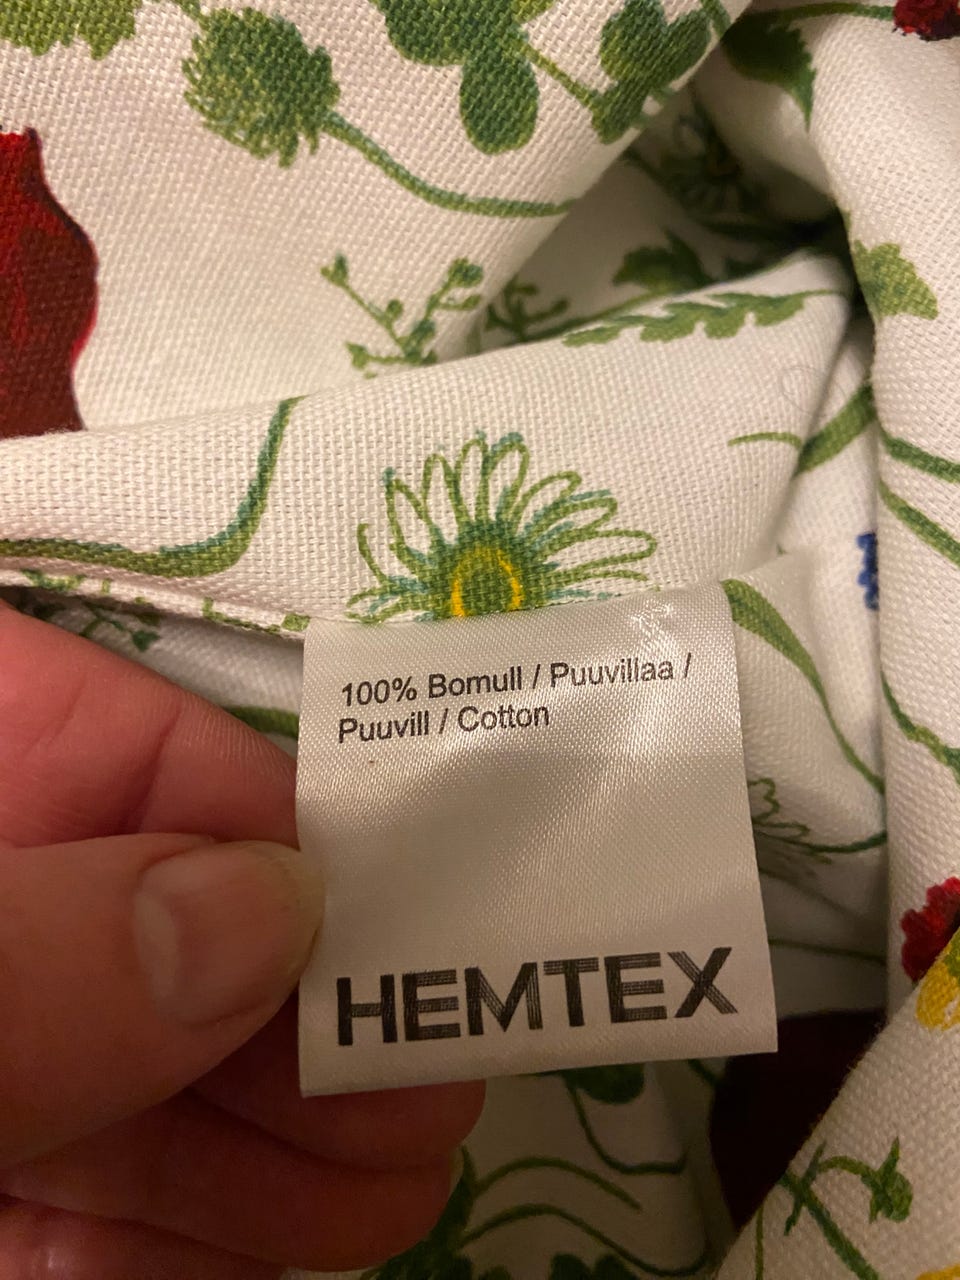 100% Bomull / Puuvillaa /
Puuvill / Cotton
HEMTEX